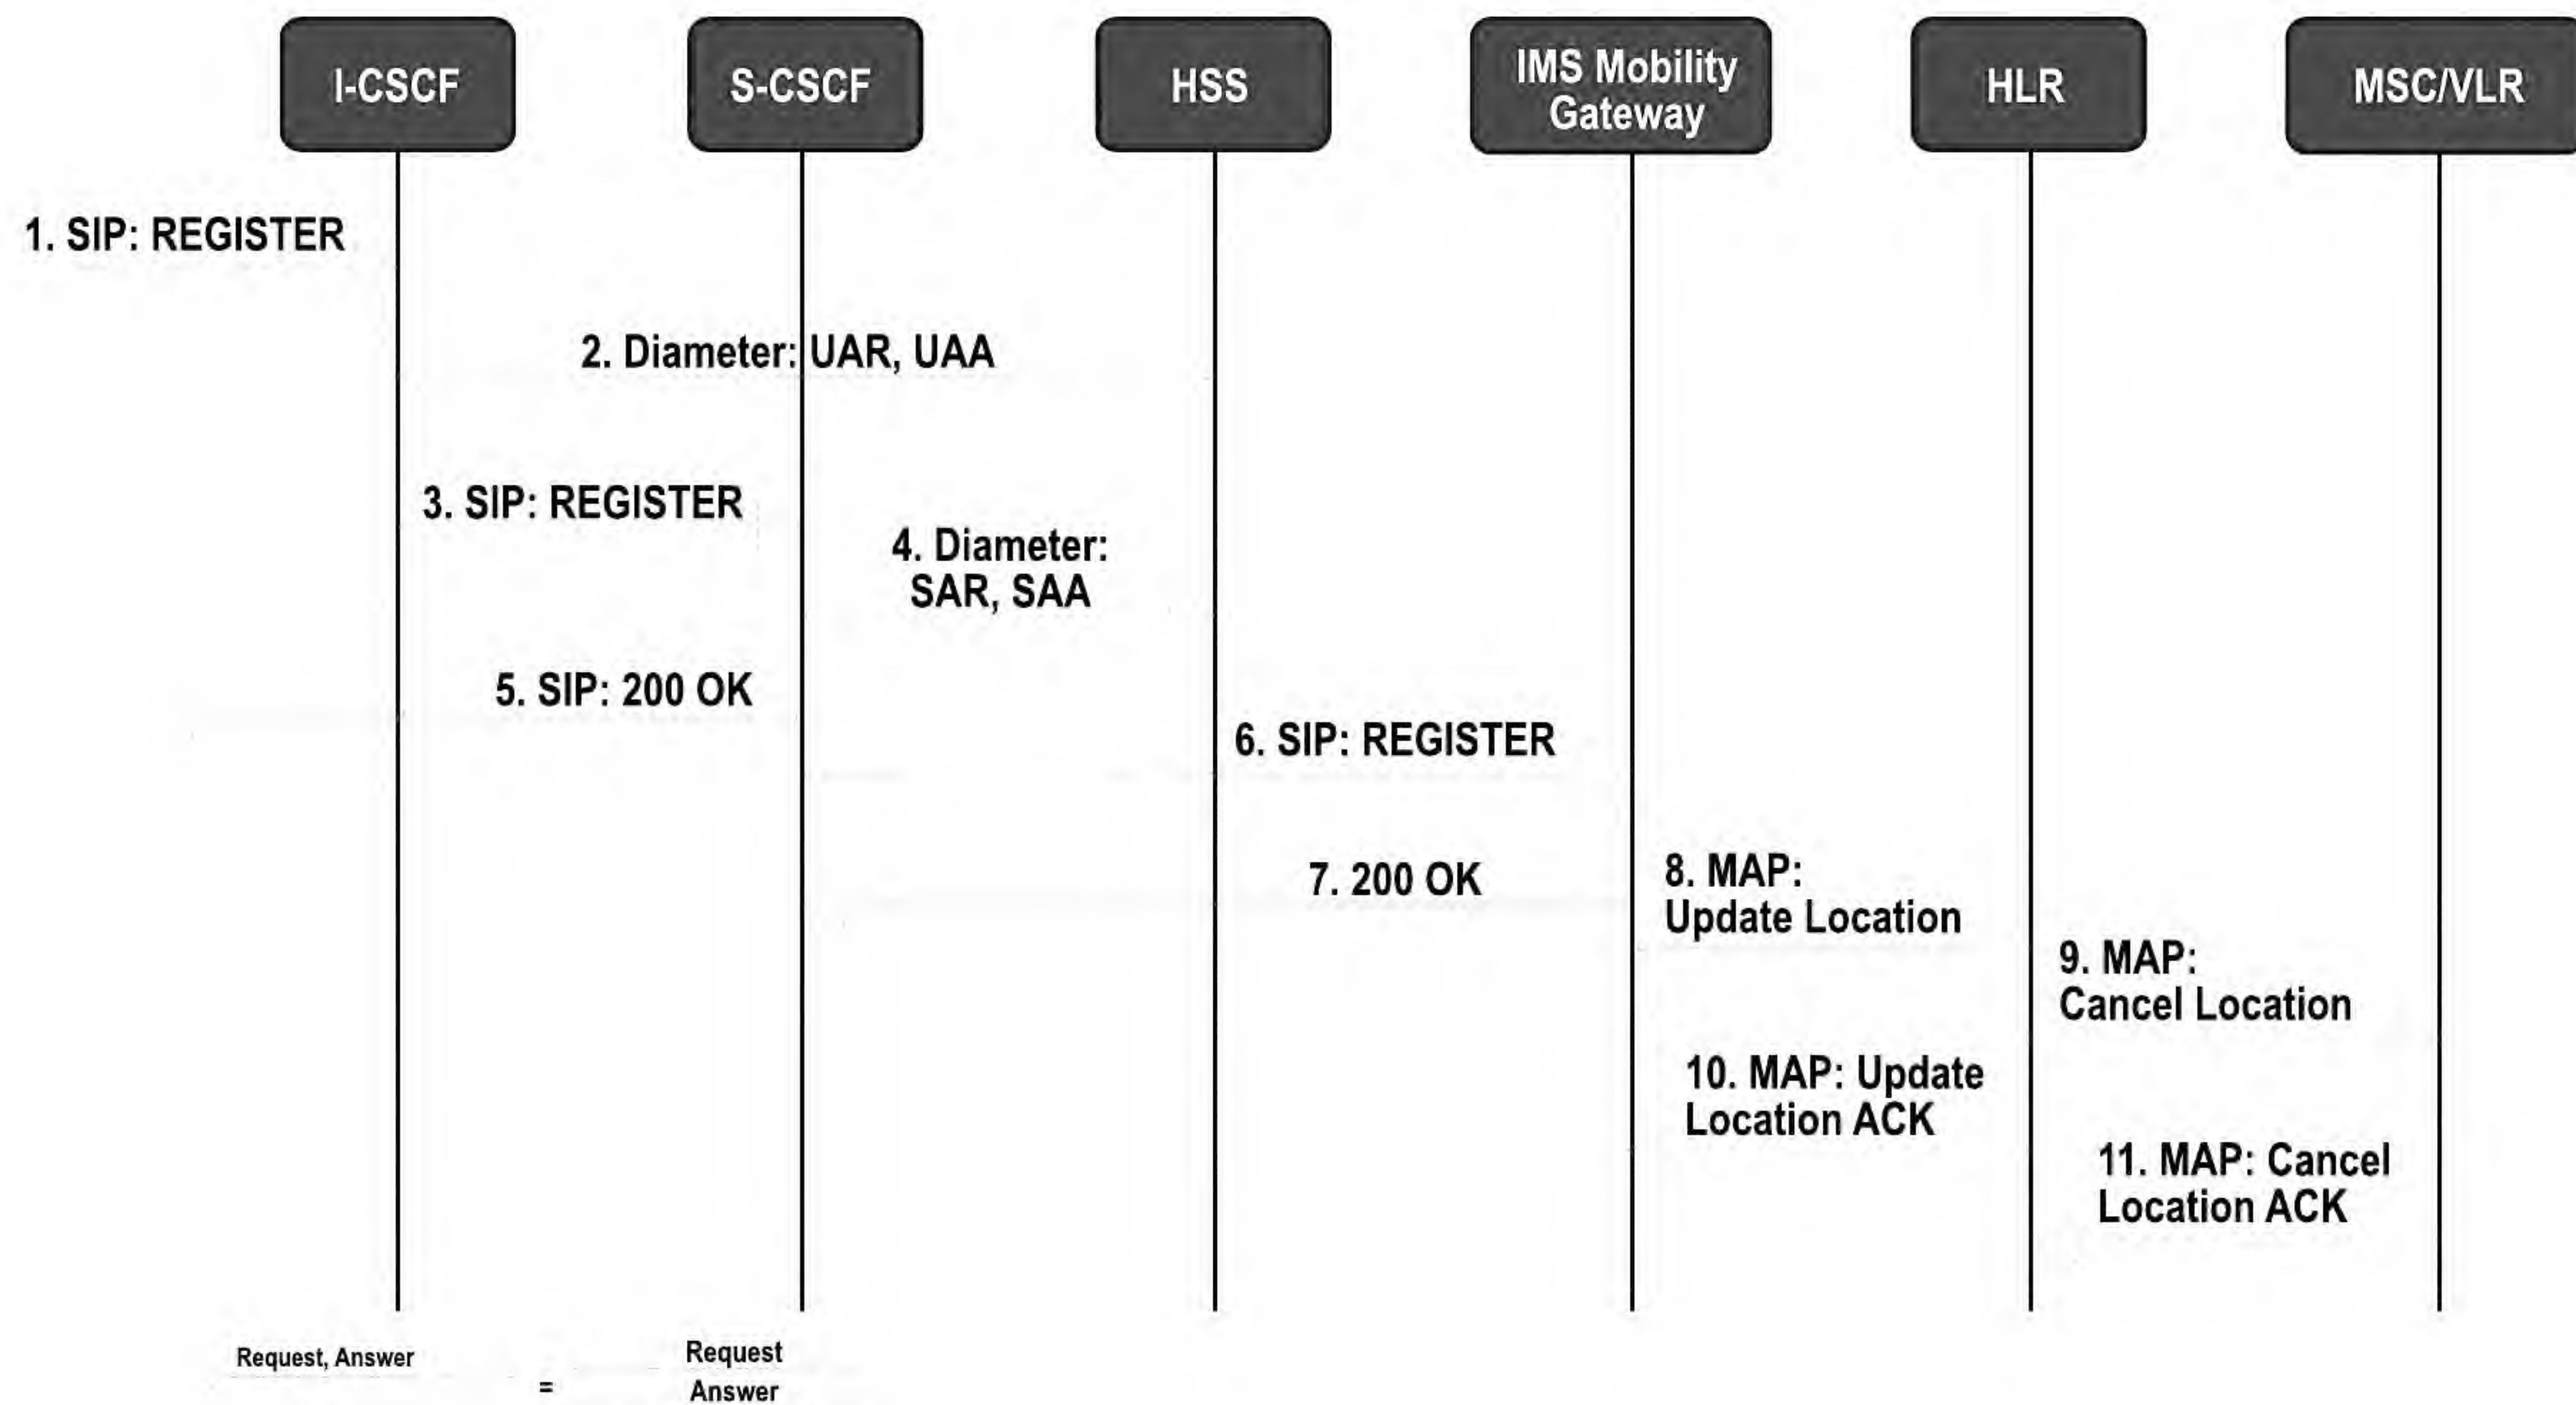 I-CSCF
S-CSCF
HSS
IMS Mobility
Gateway
HLR
MSC/VLR
1. SIP: REGISTER
2. Diameter: UAR, UAA
3. SIP: REGISTER
4. Diameter:
SAR, SAA
5. SIP: 200 OK
6. SIP: REGISTER
7. 200 OK
8. MAP:
Update Location
9. MAP:
Cancel Location
10. MAP: Update
Location ACK
11. MAP: Cancel
Location ACK
Request, Answer
=
Request
Answer